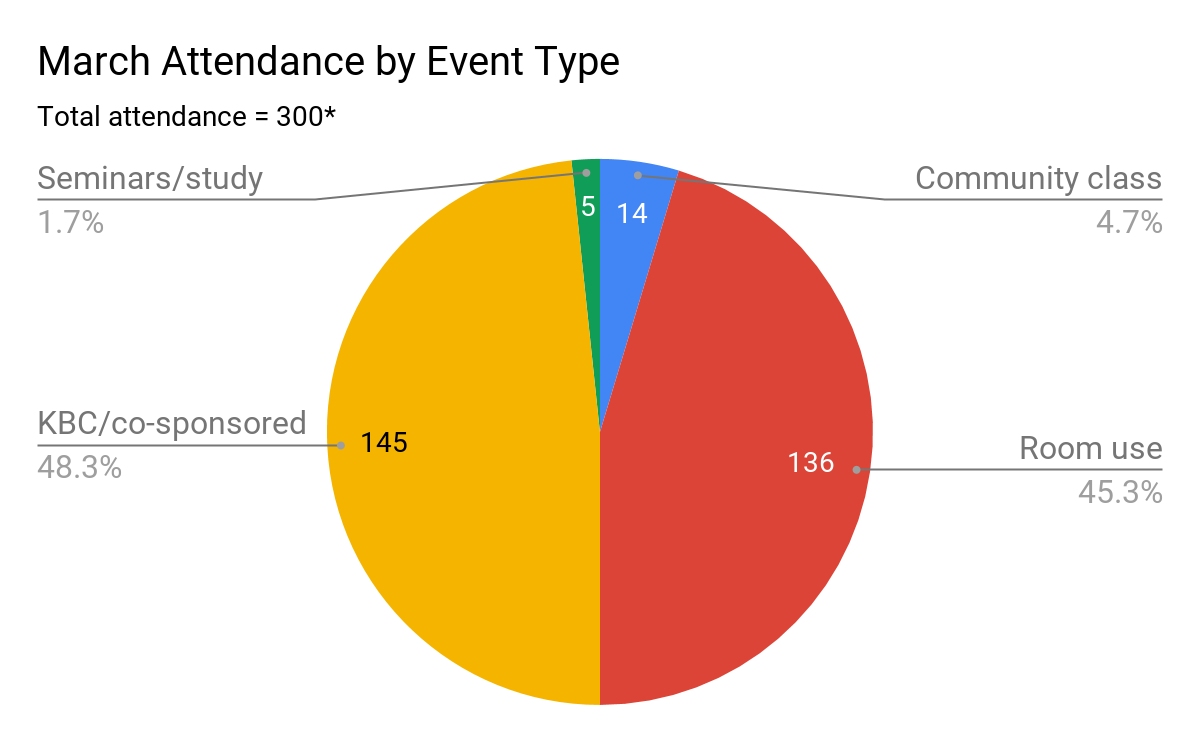 March Attendance by Event Type
Total attendance = 300*
Seminars/study
1.7%
Community class
4.7%
5
14
KBC/co-sponsored
48.3%
145
136
Room use
45.3%